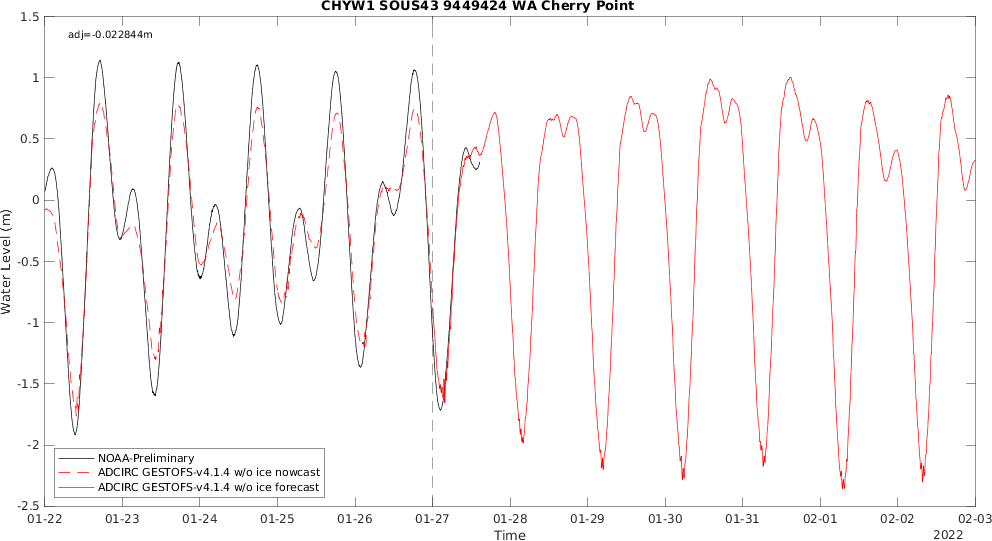 CHYW1 SOUS43 9449424 WA Cherry Point
adj=-0.022844m
1.5
1
0.5
0
-0.5
-1
-1.5
-2
-2.5
Water Level (m)
NOAA-Preliminary
ADCIRC GESTOFS-v4.1.4 w/o ice nowcast
ADCIRC GESTOFS-v4.1.4 w/o ice forecast
01-22 01-23 01-24 01-25 01-26 01-27 01-28 01-29 01-30 01-31 02-01 02-02 02-03
Time
2022